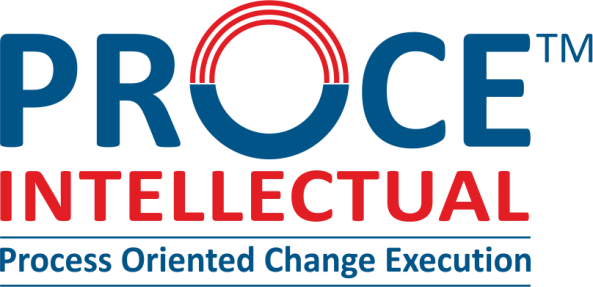 PROCE™
INTELLECTUAL
Process Oriented Change Execution